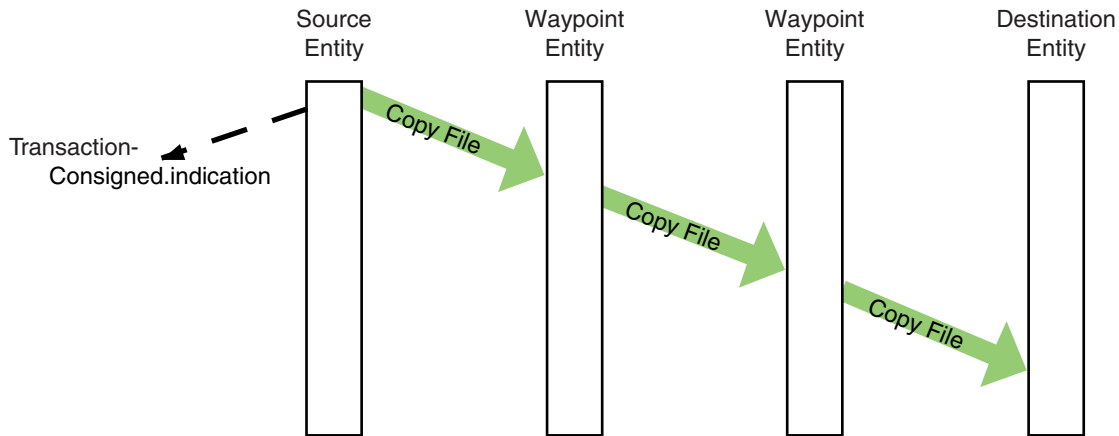 Source
Entity
Waypoint
Entity
Waypoint
Entity
Destination
Entity
Copy File
Transaction-
Consigned.indication
Copy File
Copy File